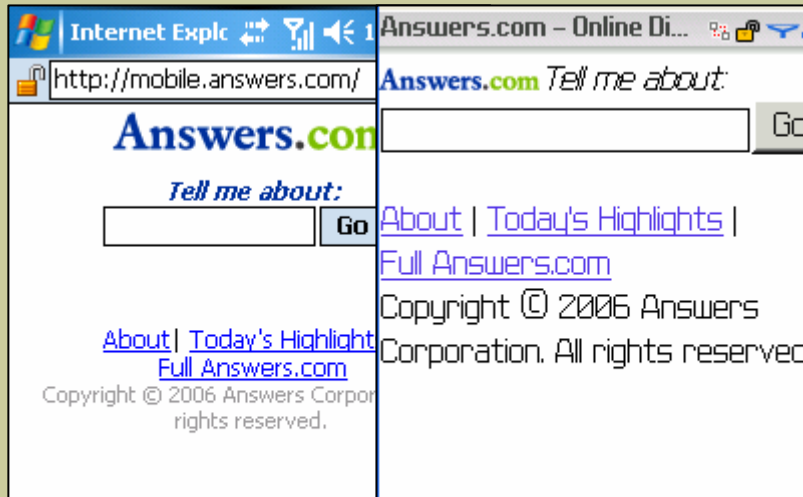 Internet Explc
http://mobile.answers.com/
Answers.con
Tell me about:
Go
About | Today's Highlight
Full Answers.com
Copyright © 2006 Answers Corpor
rights reserved.
Answers.com – Online Di...
Answers.com Tell me about:
Go
About | Today's Highlights |
Full Answers.com
Copyright © 2006 Answers
Corporation. All rights reserved